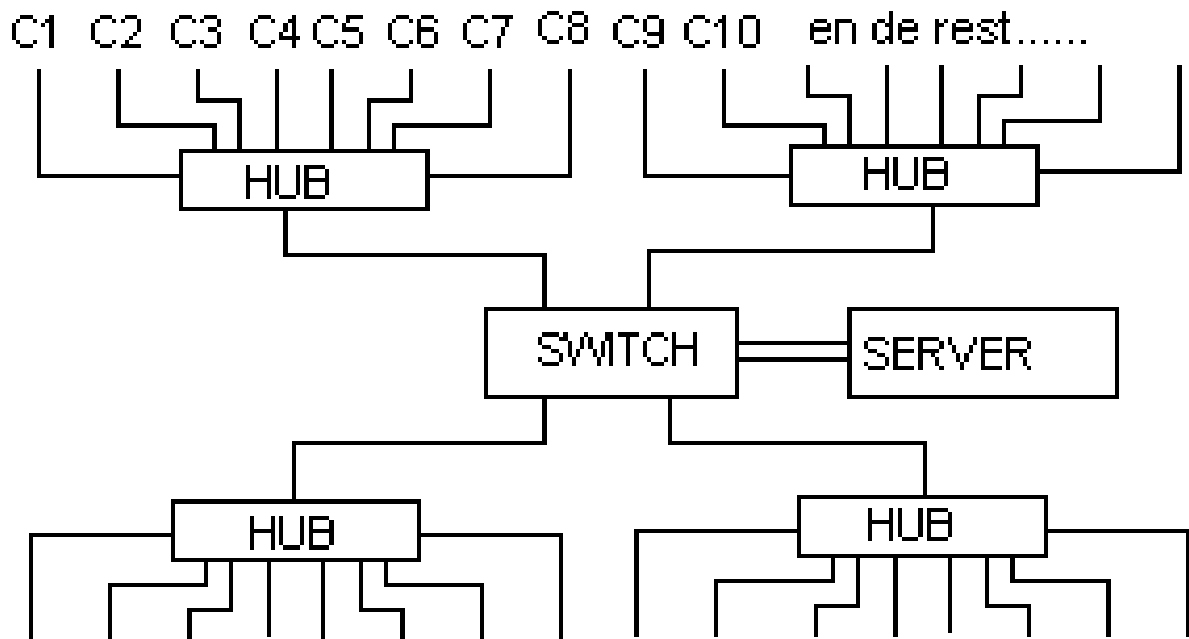 C1 C2 C3 C4 C5 C6 C7 C8 C9 C10 en de rest......
HUB HUB
SWITCH SERVER
HUB HUB